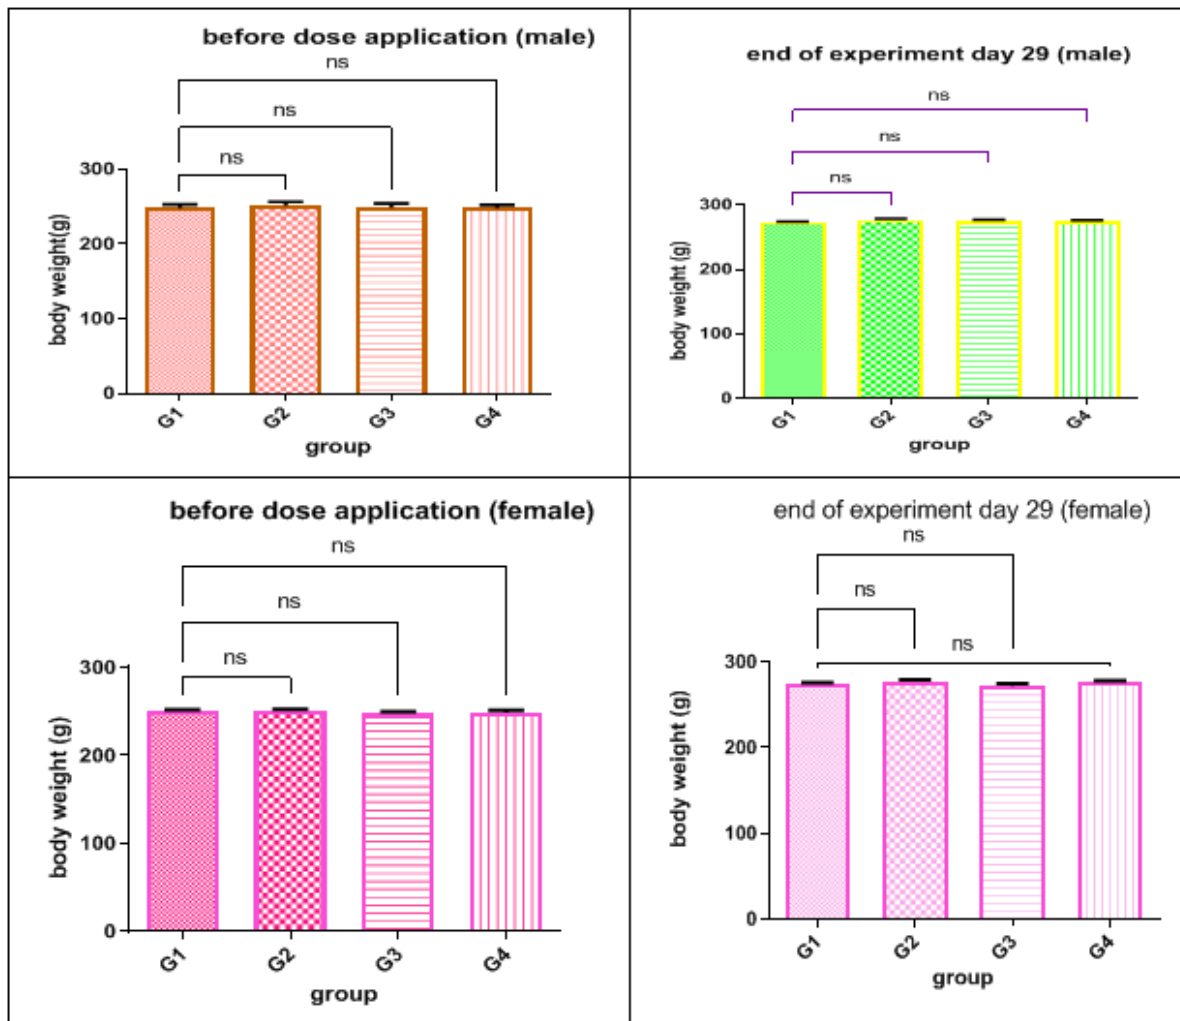 before dose application (male)
ns
ns
ns
300
200
100
0
body weight(g)
G1 G2 G3 G4
group
end of experiment day 29 (male)
ns
ns
ns
300
200
100
0
body weight (g)
G1 G2 G3 G4
group
before dose application (female)
ns
ns
ns
300
200
100
0
body weight (g)
G1 G2 G3 G4
group
end of experiment day 29 (female)
ns
ns
ns
300
200
100
0
body weight (g)
G1 G2 G3 G4
group